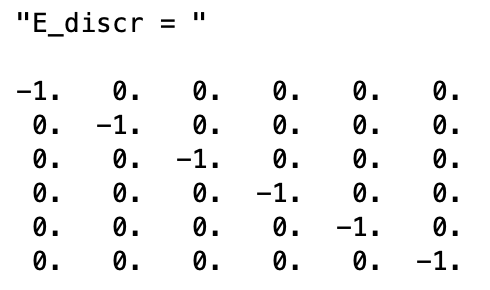 "E_discr = "
-1. 0. 0. 0. 0. 0.
0. -1. 0. 0. 0. 0.
0. 0. -1. 0. 0. 0.
0. 0. 0. -1. 0. 0.
0. 0. 0. 0. -1. 0.
0. 0. 0. 0. 0. -1.